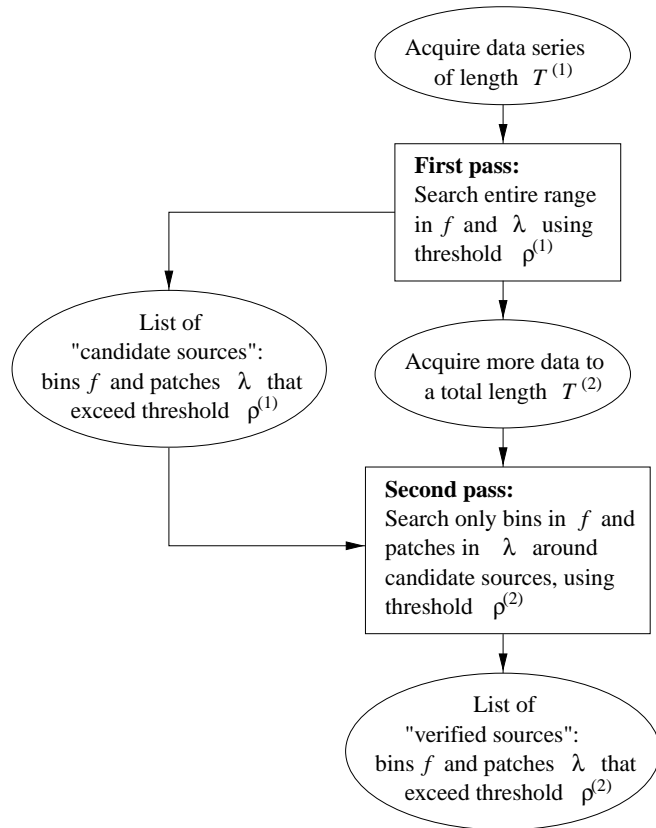 Acquire data series
of length T^(1)
First pass:
Search entire range
in f and λ using
threshold ρ^(1)
List of
"candidate sources":
bins f and patches λ that
exceed threshold ρ^(1)
Acquire more data to
a total length T^(2)
Second pass:
Search only bins in f and
patches in λ around
candidate sources, using
threshold ρ^(2)
List of
"verified sources":
bins f and patches λ that
exceed threshold ρ^(2)